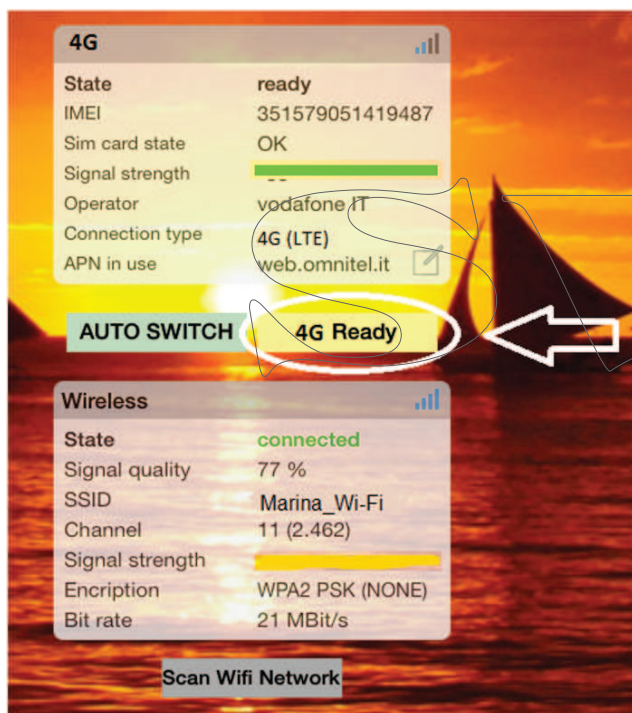 4G
State ready
IMEI 351579051419487
Sim card state OK
Signal strength
Operator vodafone IT
Connection type 4G (LTE)
APN in use web.omnitel.it
AUTO SWITCH 4G Ready
Wireless
State connected
Signal quality 77 %
SSID Marina_Wi-Fi
Channel 11 (2.462)
Signal strength
Encription WPA2 PSK (NONE)
Bit rate 21 MBit/s
Scan Wifi Network